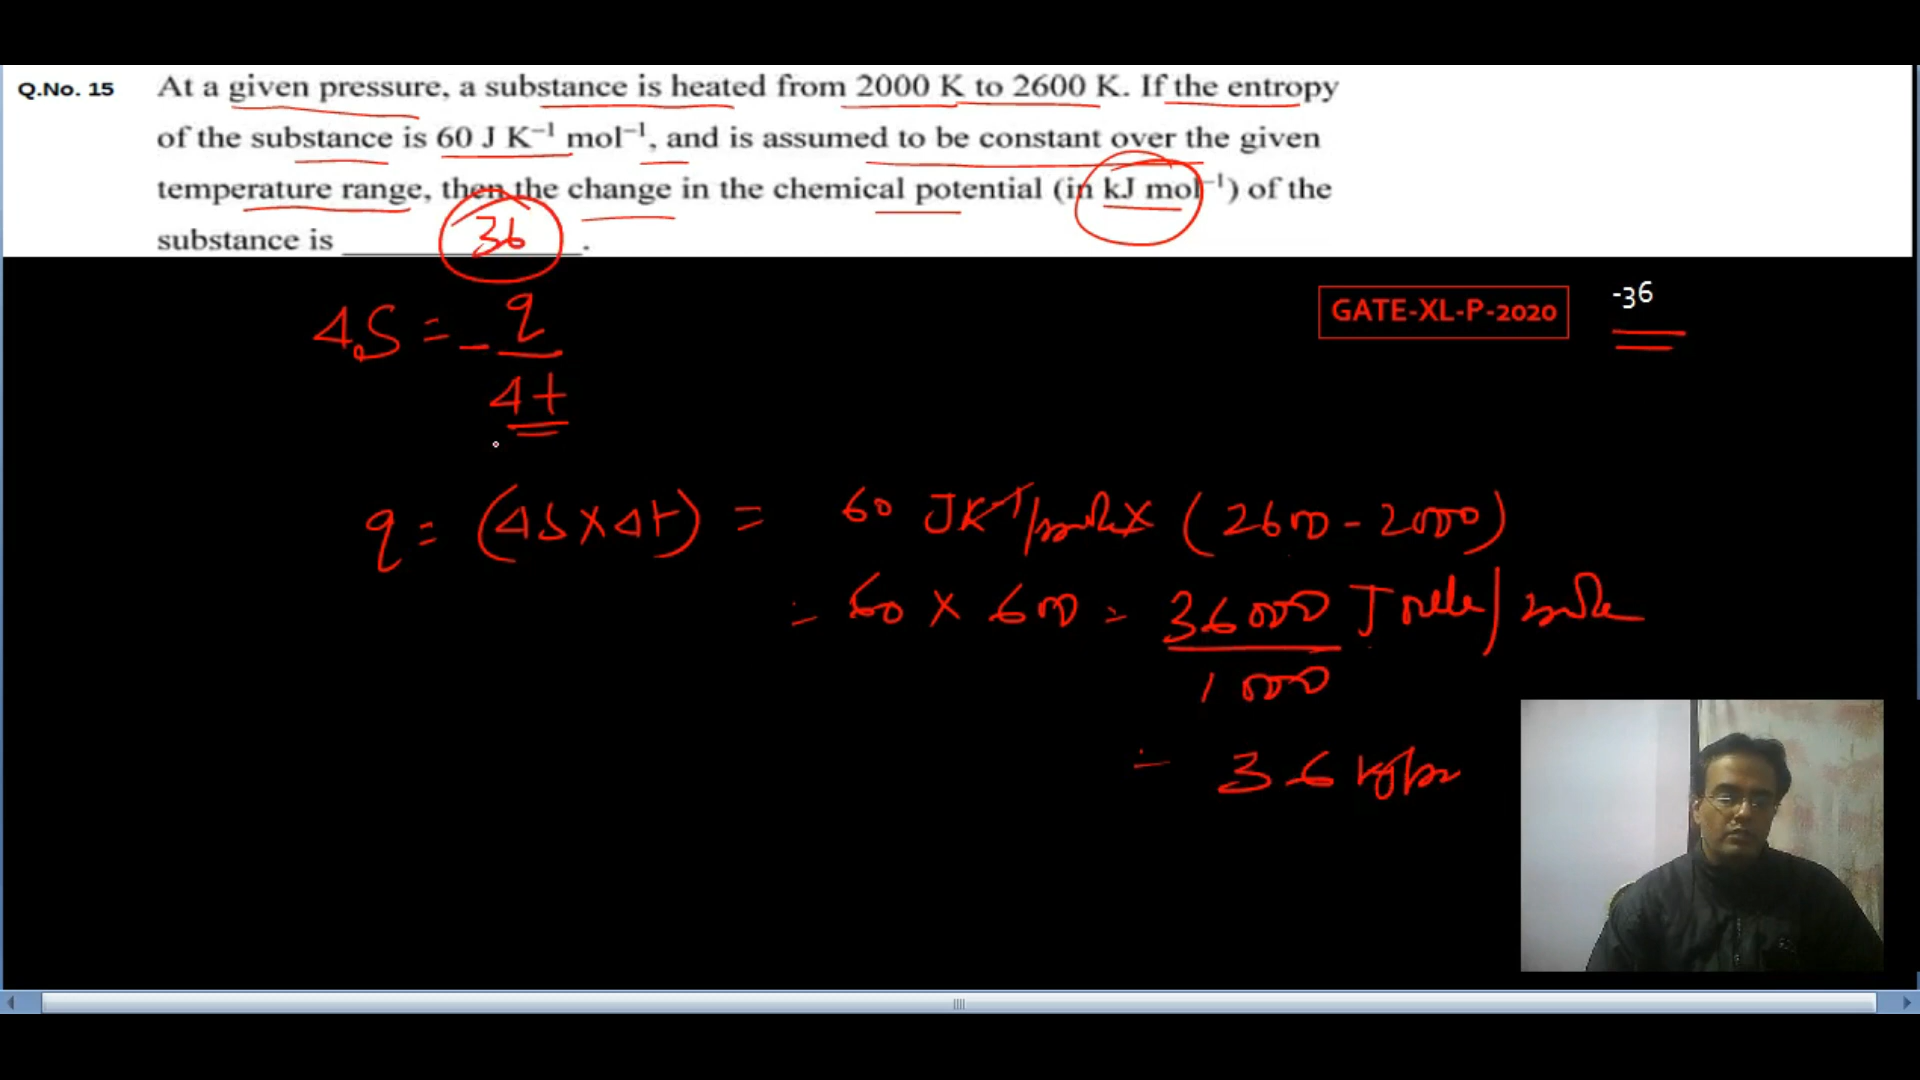 Q.No. 15 At a given pressure, a substance is heated from 2000 K to 2600 K. If the entropy
of the substance is 60 J K⁻¹ mol⁻¹, and is assumed to be constant over the given
temperature range, then the change in the chemical potential (in kJ mol⁻¹) of the
substance is ____________.
36
GATE-XL-P-2020
-36
ΔS = - q
Δt
q = (ΔS X Δt) = 60 JK⁻¹/mole X (2600 - 2000)
= 60 X 600 = 36000 Joule/mole
1000
= 36